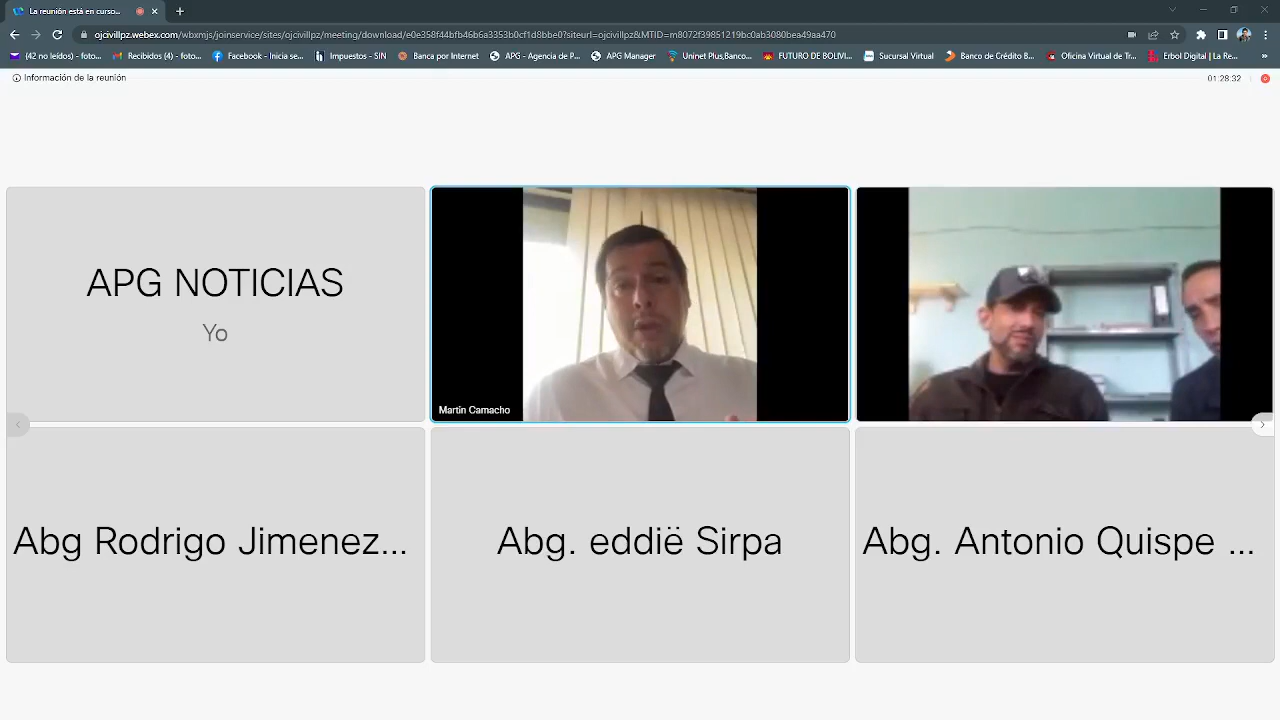 La reunión está en curso...
ojcivillpz.webex.com/wbxmjs/joinservice/sites/ojcivillpz/meeting/download/e0e358f44bfb46b6a3353b0cf1d9bbe0?siteurl=ojcivillpz&MTID=m8072f39851219bc0ab3080bea49aa470
(42 no leídos) - foto...
Recibidos (4) - foto...
Facebook - Inicia se...
Impuestos - SIN
Banca por Internet
APG - Agencia de P...
APG Manager
Uninet Plus,Banco...
FUTURO DE BOLIVI...
Sucursal Virtual
Banco de Crédito B...
Oficina Virtual de Tr...
Erbol Digital | La Re...
»
Información de la reunión
01:28:32
APG NOTICIAS
Yo
Martin Camacho
Abg Rodrigo Jimenez...
Abg. eddië Sirpa
Abg. Antonio Quispe ...